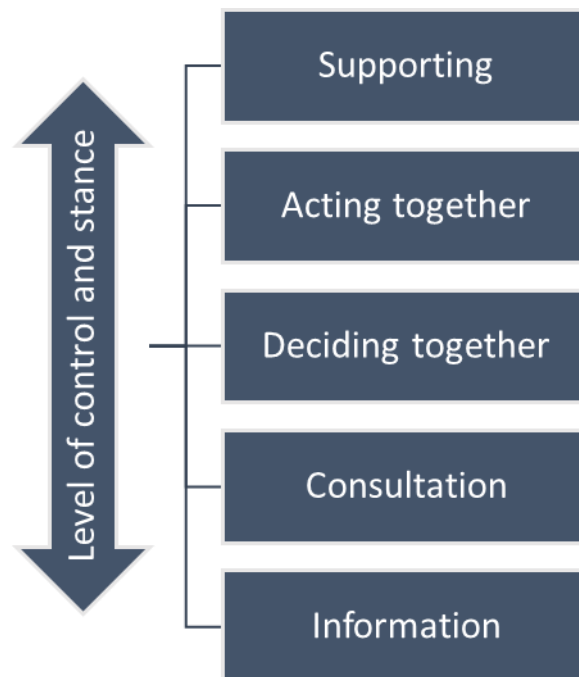 Level of control and stance
Supporting
Acting together
Deciding together
Consultation
Information